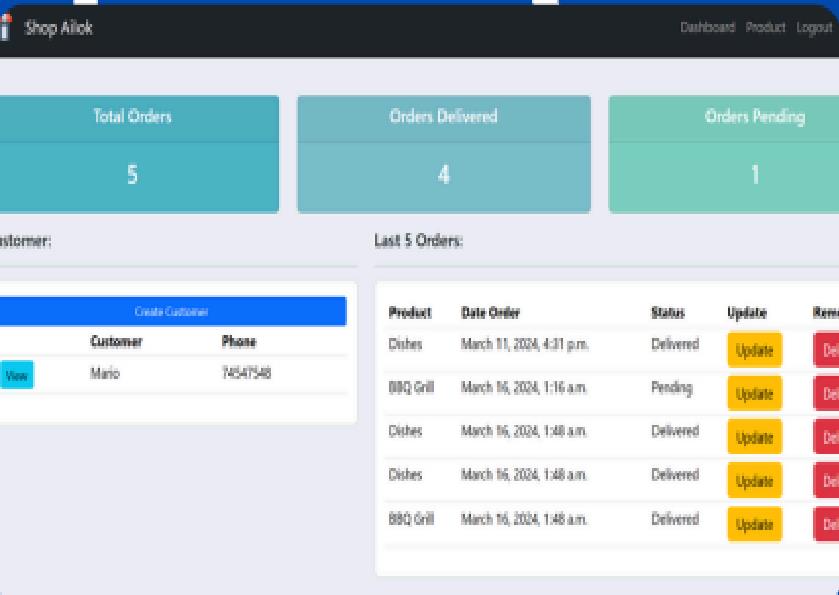 Shop Ailok Dashboard Product Logout
Total Orders Orders Delivered Orders Pending
5 4 1
ustomer: Last 5 Orders:
Create Customer
Customer Phone
View Mario 74547548
Product Date Order Status Update Rem
Dishes March 11, 2024, 4:31 p.m. Delivered Update Del
BBQ Grill March 16, 2024, 1:16 a.m. Pending Update Del
Dishes March 16, 2024, 1:48 a.m. Delivered Update Del
Dishes March 16, 2024, 1:48 a.m. Delivered Update Del
BBQ Grill March 16, 2024, 1:48 a.m. Delivered Update Del